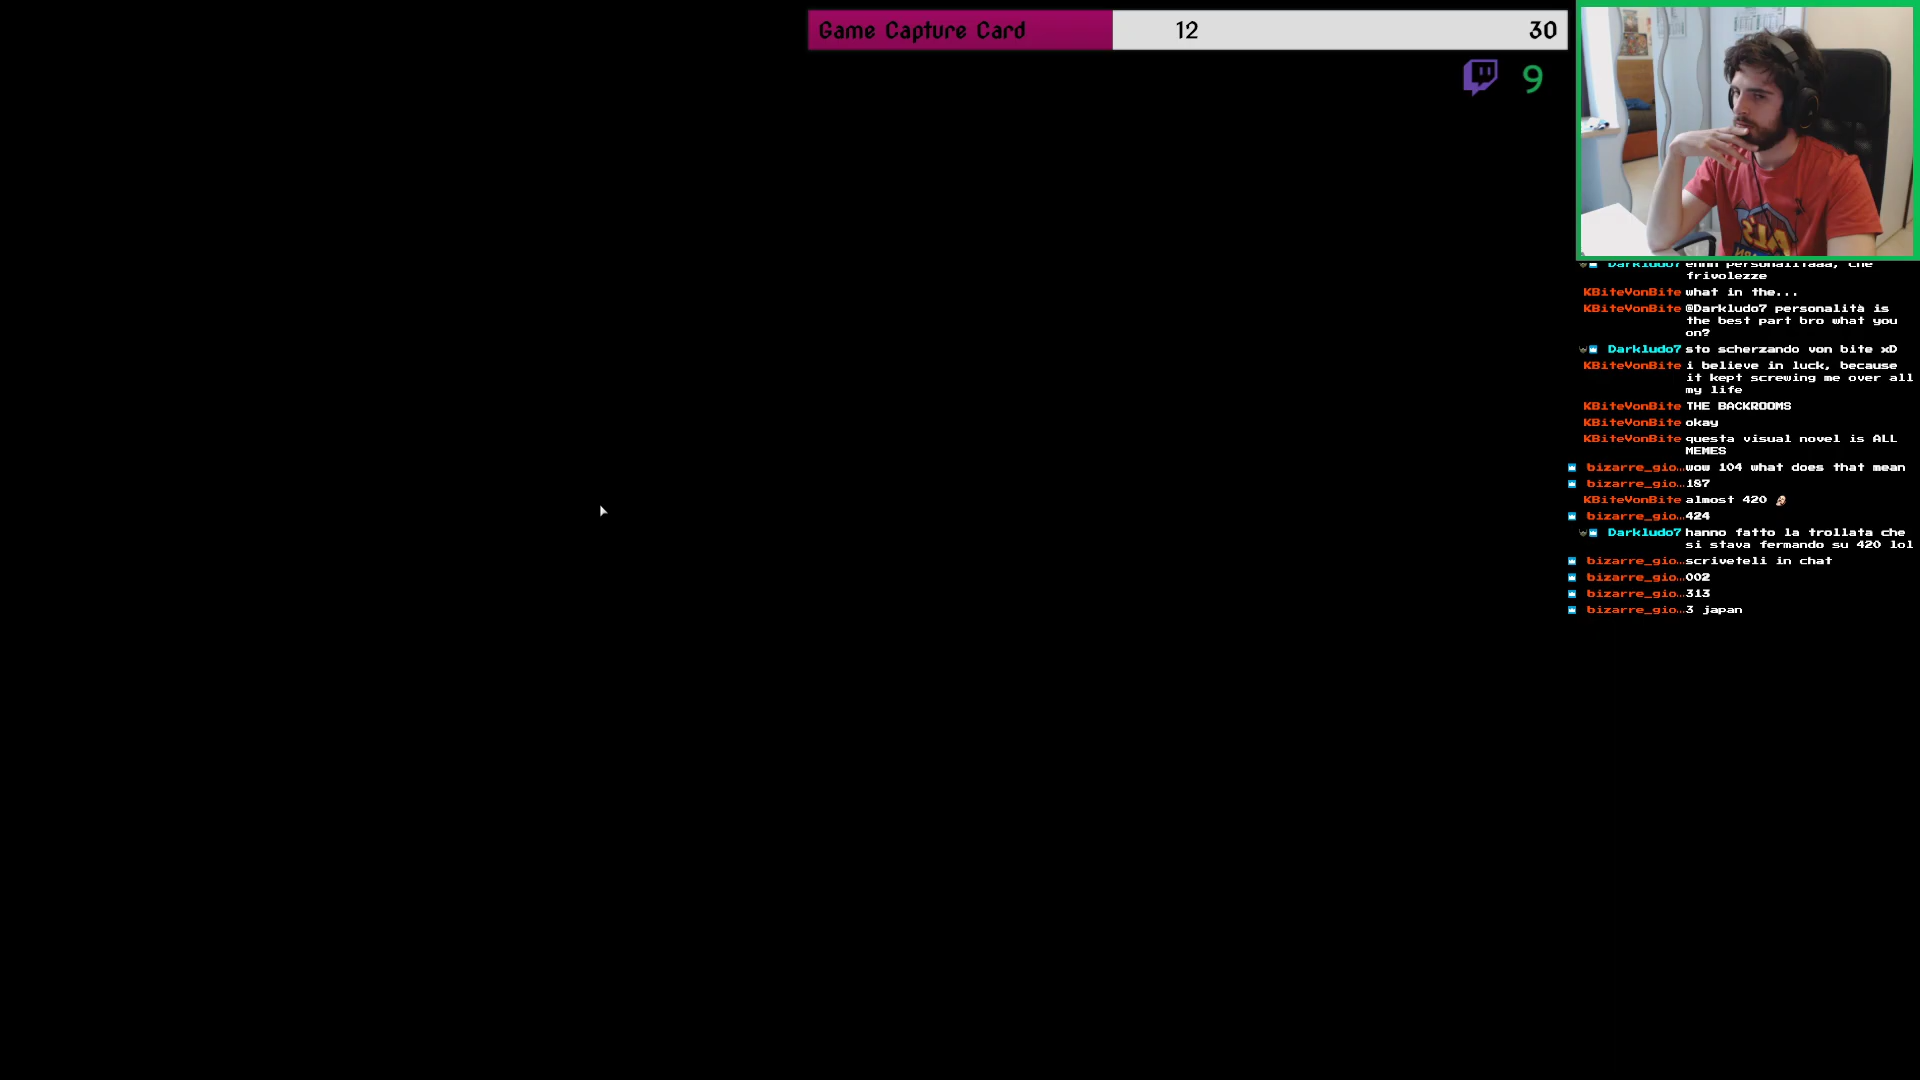 Game Capture Card 12 30
9
Darkludo7 ehhh personalitaaa, che
frivolezze
KBiteVonBite what in the...
KBiteVonBite @Darkludo7 personalità is
the best part bro what you
on?
Darkludo7 sto scherzando von bite xD
KBiteVonBite i believe in luck, because
it kept screwing me over all
my life
KBiteVonBite THE BACKROOMS
KBiteVonBite okay
KBiteVonBite questa visual novel is ALL
MEMES
bizarre_gio… wow 104 what does that mean
bizarre_gio… 187
KBiteVonBite almost 420
bizarre_gio… 424
Darkludo7 hanno fatto la trollata che
si stava fermando su 420 lol
bizarre_gio… scriveteli in chat
bizarre_gio… 002
bizarre_gio… 313
bizarre_gio… 3 japan